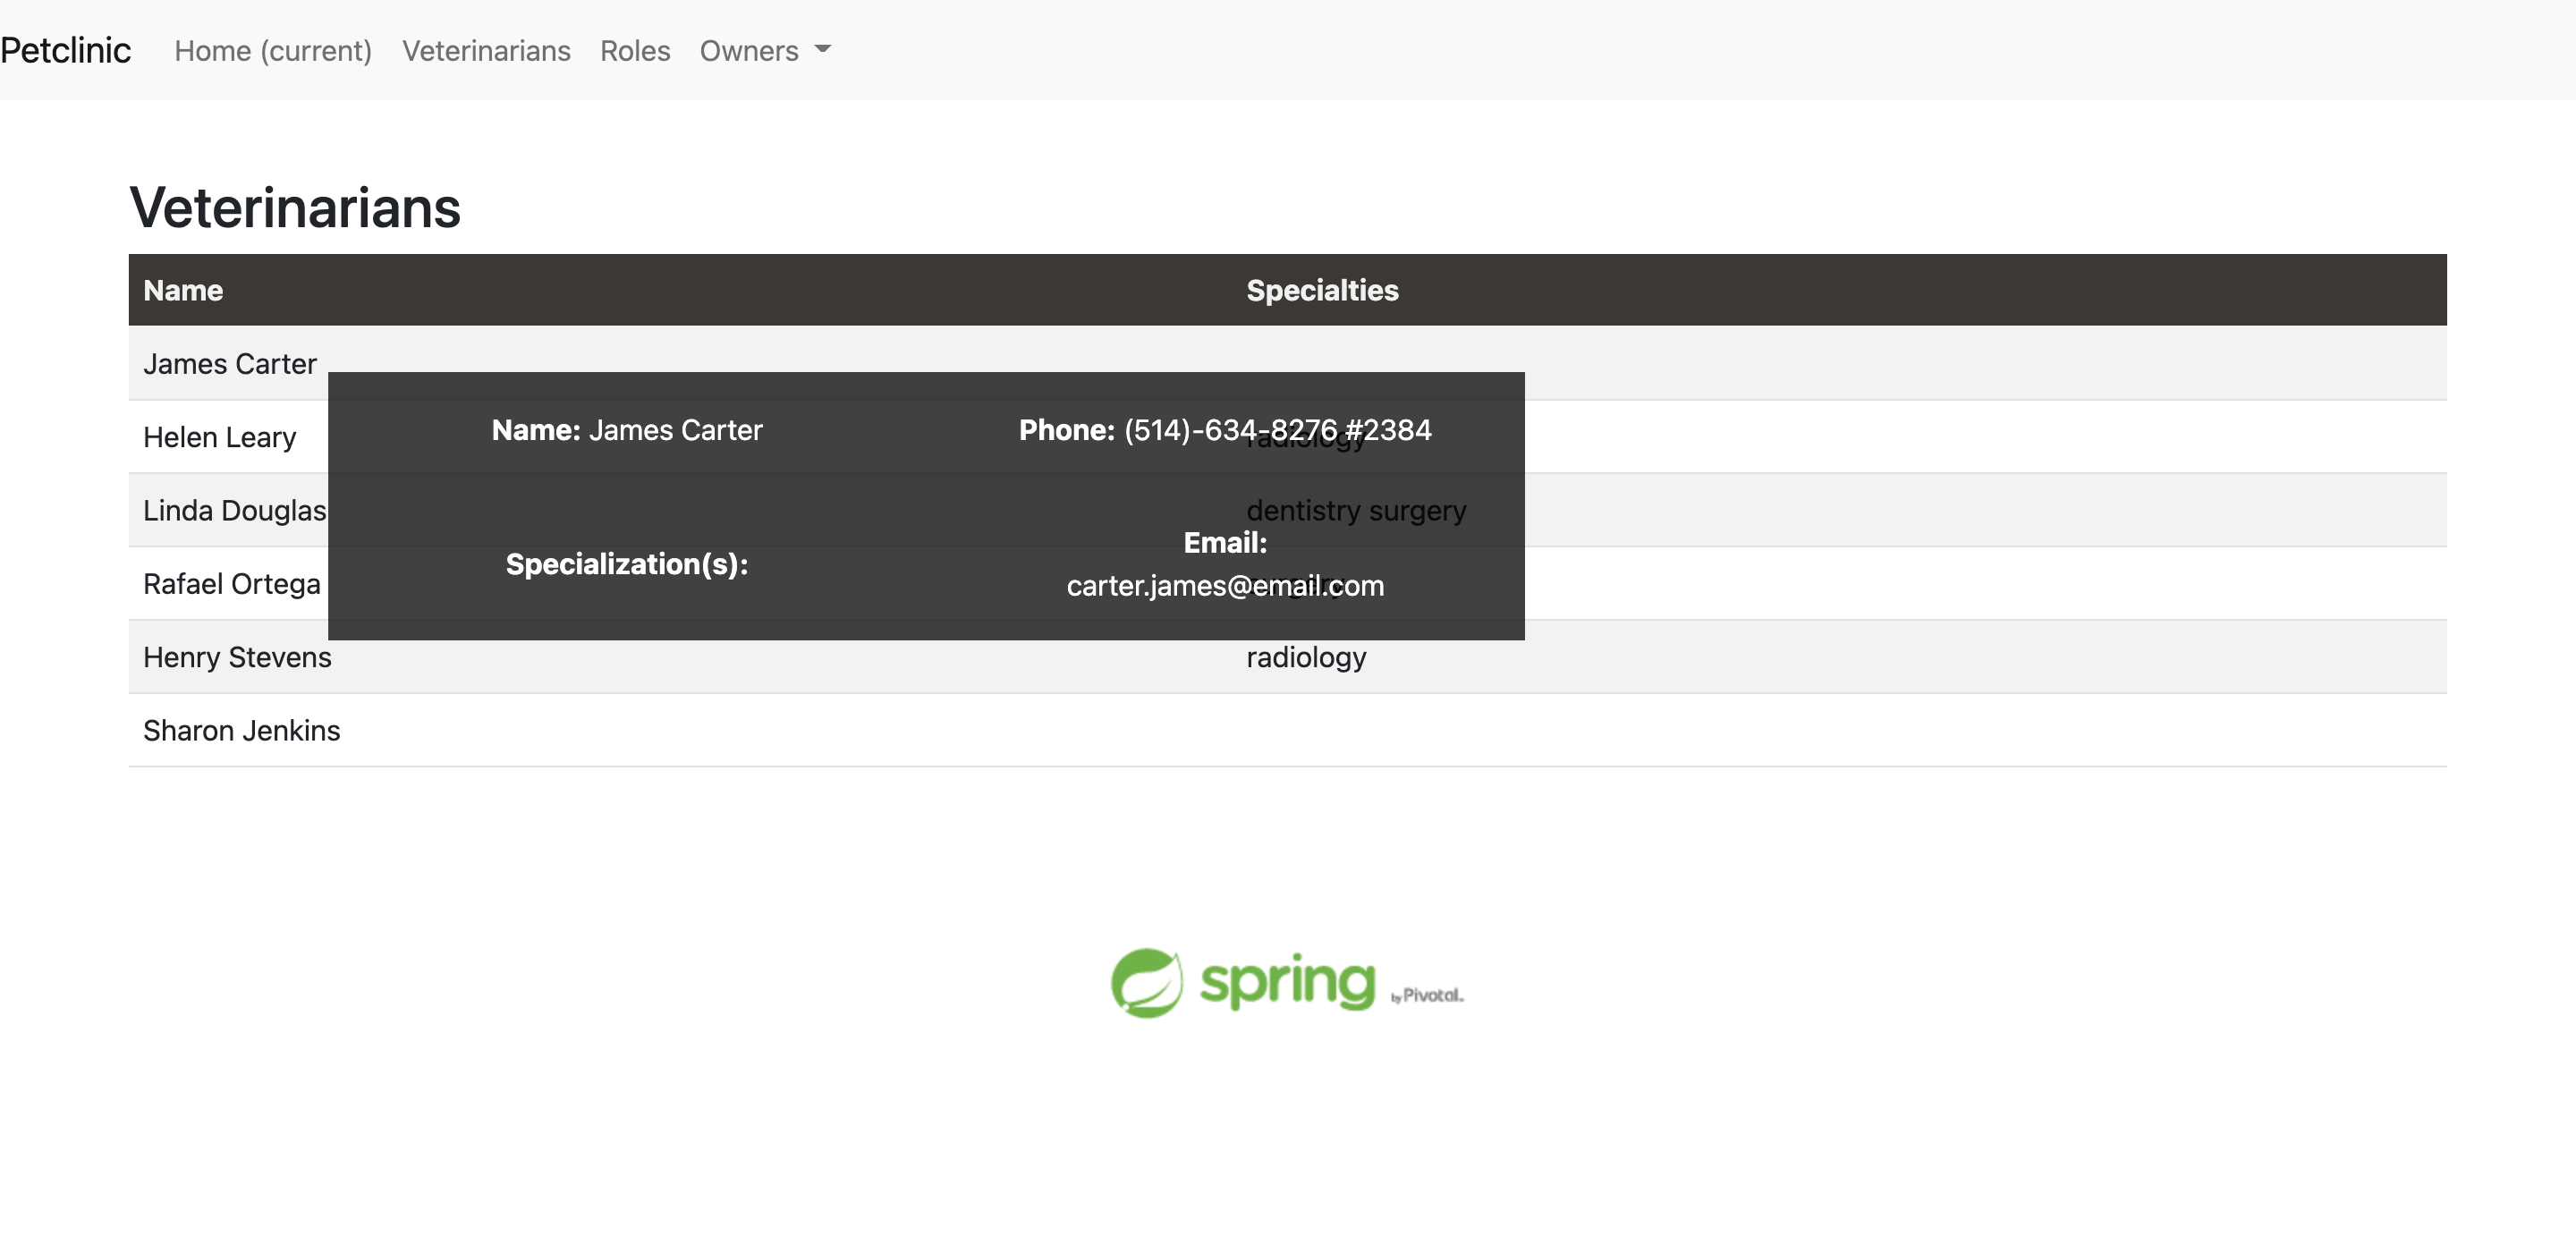 Petclinic Home (current) Veterinarians Roles Owners
Veterinarians
Name Specialties
James Carter
Helen Leary radiology
Linda Douglas dentistry surgery
Rafael Ortega surgery
Henry Stevens radiology
Sharon Jenkins
Name: James Carter Phone: (514)-634-8276 #2384
Specialization(s): Email:
carter.james@email.com
spring by Pivotal.